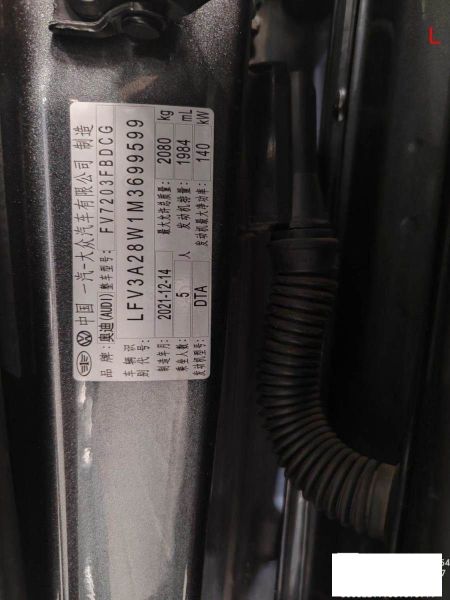 中国 一汽-大众汽车有限公司 制造
品牌: 奥迪(AUDI) 整车型号: FV7203FBDCG
车辆识别代号: LFV3A28W1M3699599
制造年月: 2021-12-14 最大允许总质量: 2080 kg
乘坐人数: 5 人 发动机排量: 1984 mL
发动机型号: DTA 发动机最大净功率: 140 kW
L